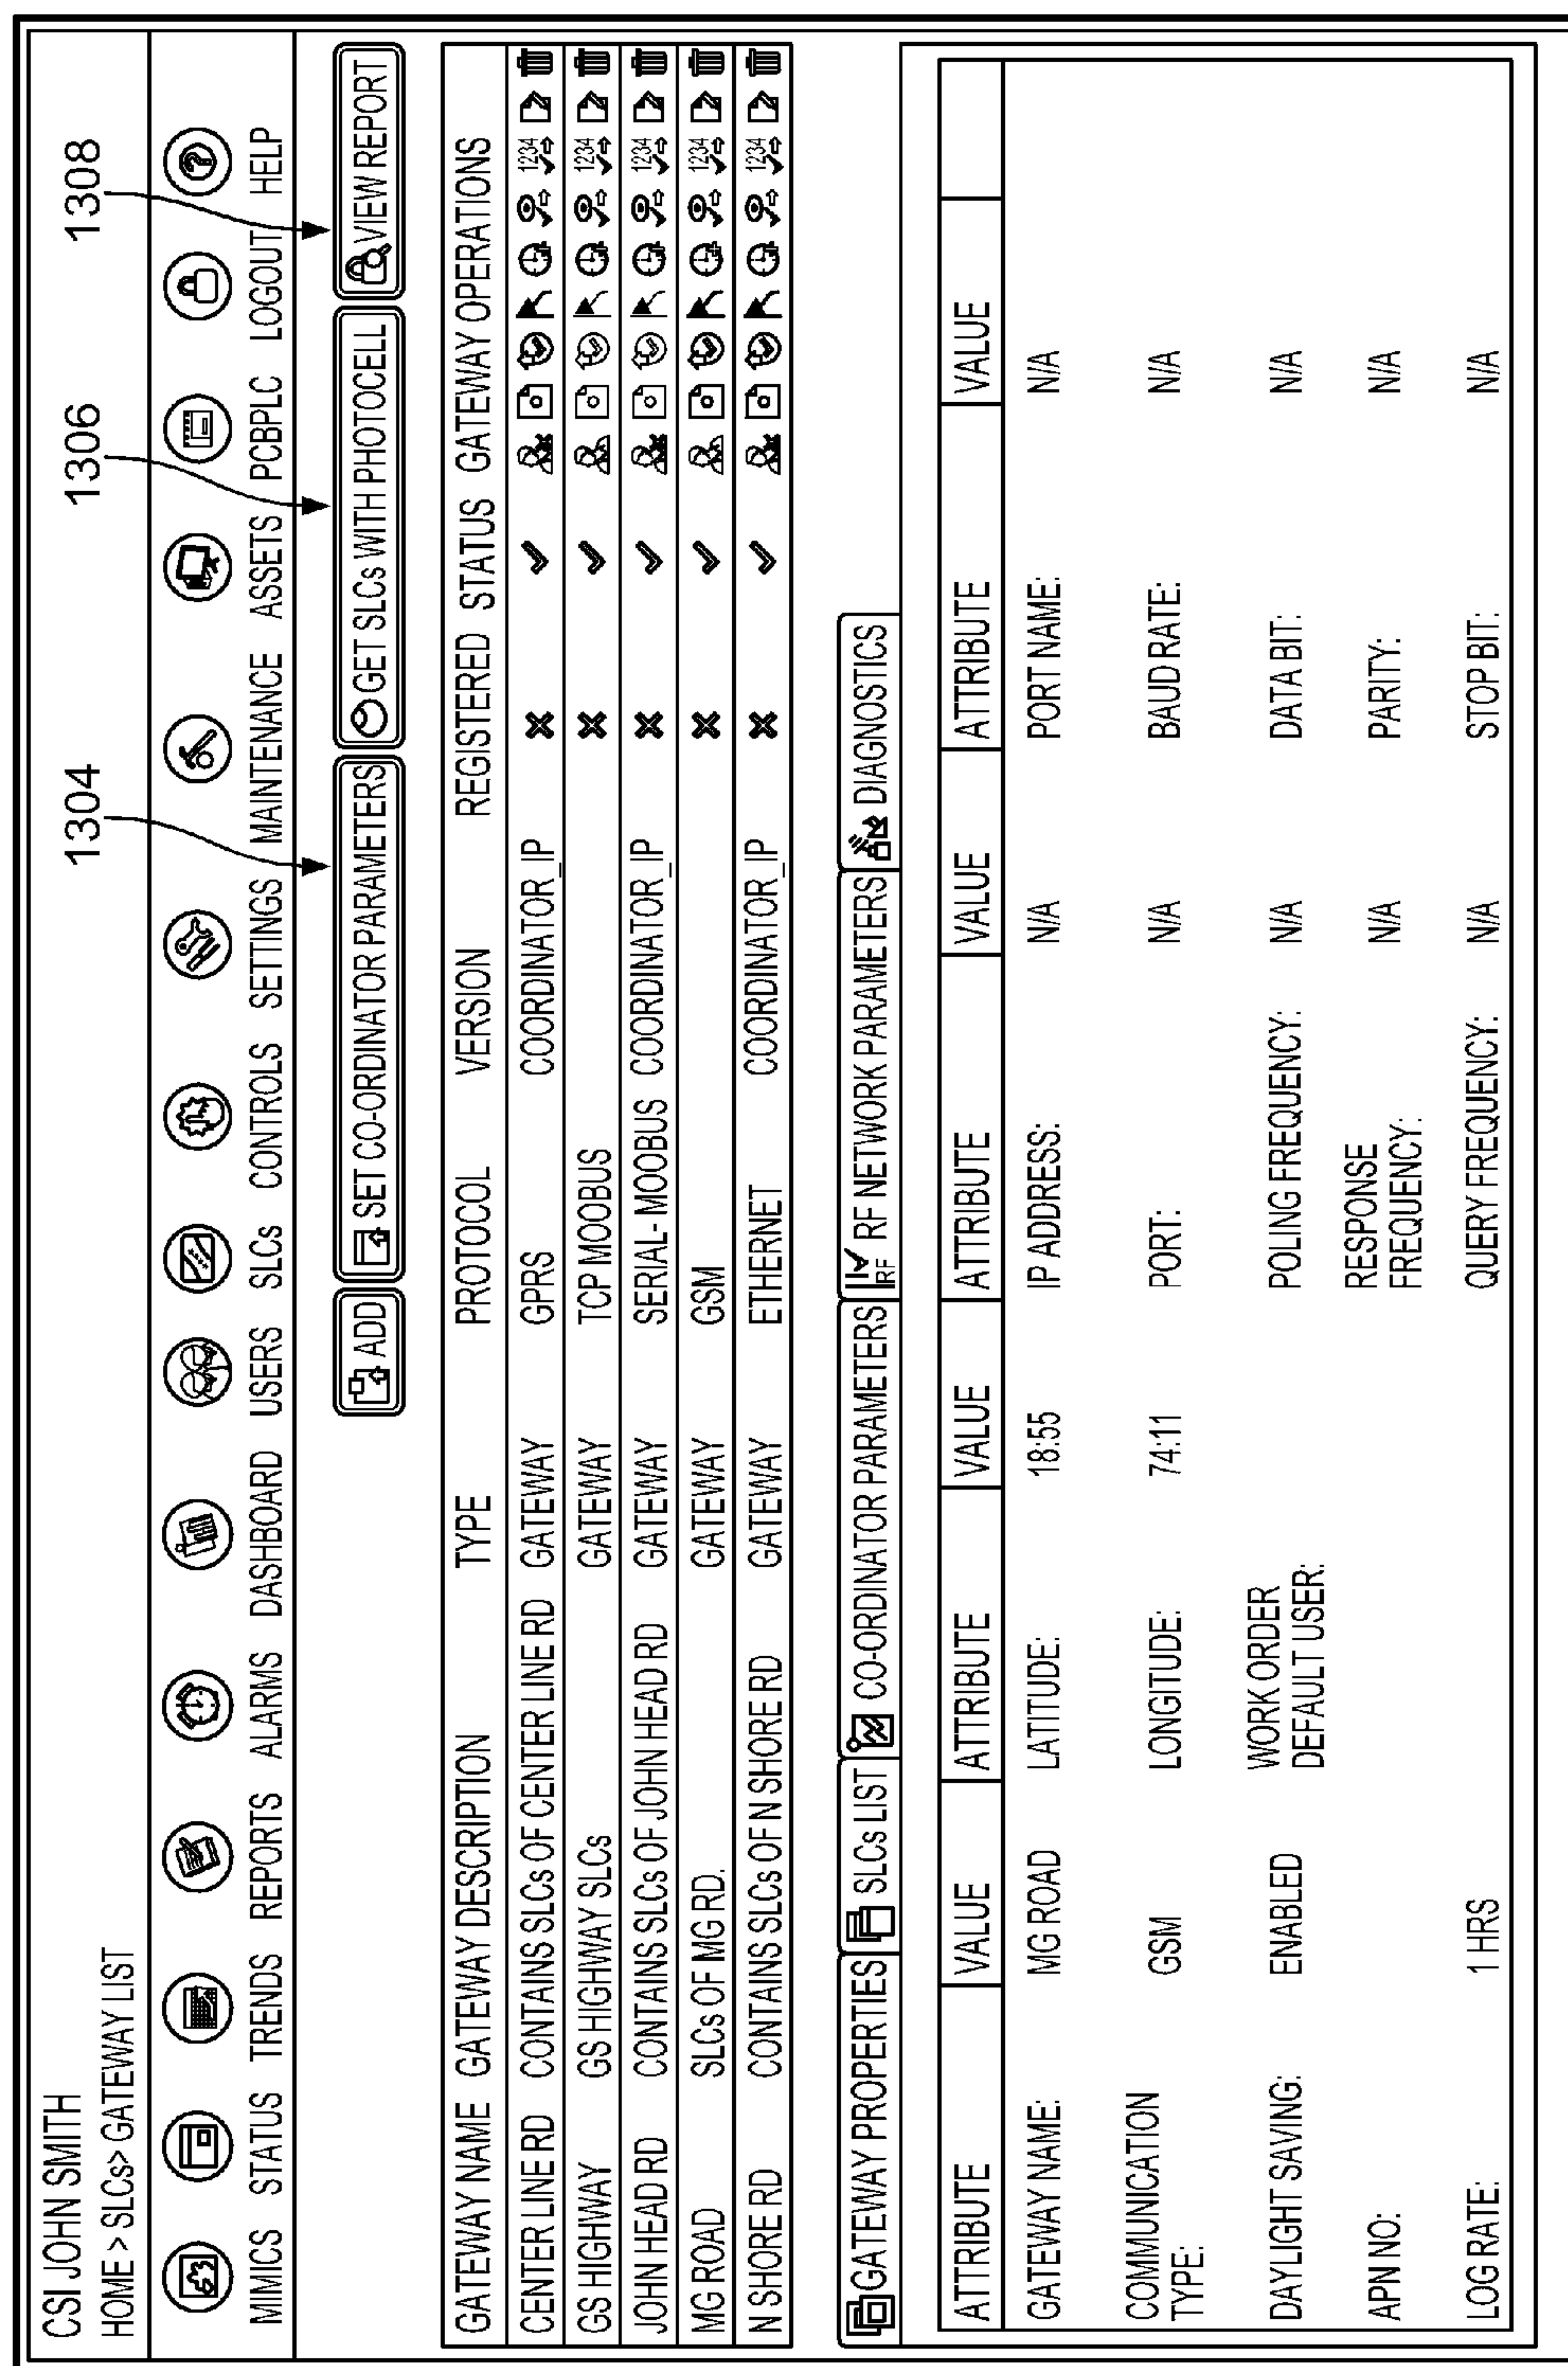 1304 1306 1308
CSI JOHN SMITH
HOME > SLCs> GATEWAY LIST
MIMICS STATUS TRENDS REPORTS ALARMS DASHBOARD USERS SLCs CONTROLS SETTINGS MAINTENANCE ASSETS PCBPLC LOGOUT HELP
ADD SET CO-ORDINATOR PARAMETERS GET SLCs WITH PHOTOCELL VIEW REPORT
GATEWAY NAME GATEWAY DESCRIPTION TYPE PROTOCOL VERSION REGISTERED STATUS GATEWAY OPERATIONS
CENTER LINE RD CONTAINS SLCs OF CENTER LINE RD GATEWAY GPRS COORDINATOR_IP 1234
GS HIGHWAY GS HIGHWAY SLCs GATEWAY TCP MOOBUS 1234
JOHN HEAD RD CONTAINS SLCs OF JOHN HEAD RD GATEWAY SERIAL- MOOBUS COORDINATOR_IP 1234
MG ROAD SLCs OF MG RD. GATEWAY GSM 1234
N SHORE RD CONTAINS SLCs OF N SHORE RD GATEWAY ETHERNET COORDINATOR_IP 1234
GATEWAY PROPERTIES SLCs LIST CO-ORDINATOR PARAMETERS RF RF NETWORK PARAMETERS DIAGNOSTICS
ATTRIBUTE VALUE ATTRIBUTE VALUE ATTRIBUTE VALUE ATTRIBUTE VALUE
GATEWAY NAME: MG ROAD LATITUDE: 18:55 IP ADDRESS: N/A PORT NAME: N/A
COMMUNICATION
TYPE: GSM LONGITUDE: 74:11 PORT: N/A BAUD RATE: N/A
DAYLIGHT SAVING: ENABLED WORK ORDER
DEFAULT USER: POLING FREQUENCY: N/A DATA BIT: N/A
APN NO: RESPONSE
FREQUENCY: N/A PARITY: N/A
LOG RATE: 1 HRS QUERY FREQUENCY: N/A STOP BIT: N/A